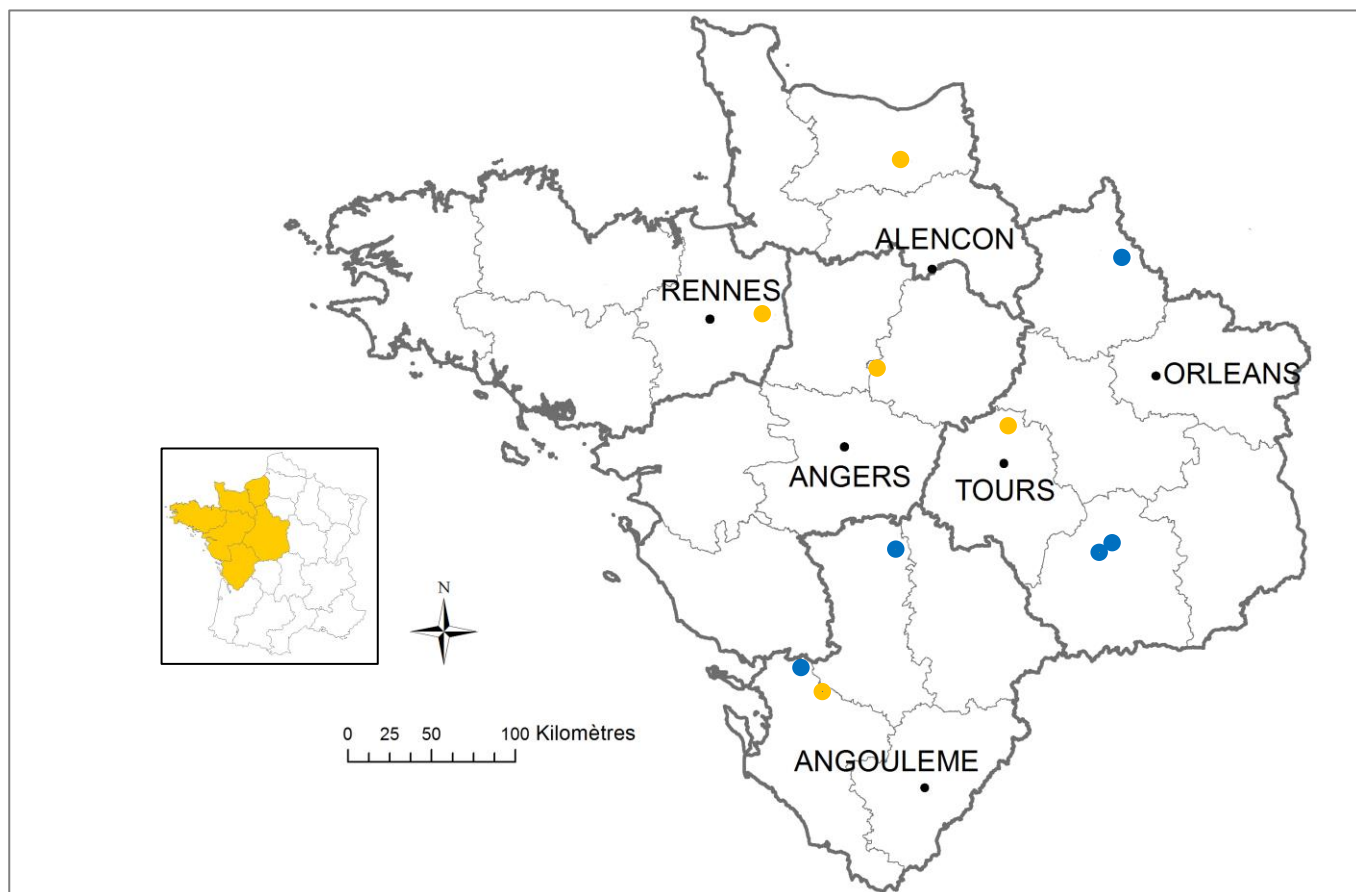 ALENCON
RENNES
ORLEANS
ANGERS
TOURS
N
0 25 50 100 Kilomètres
ANGOULEME